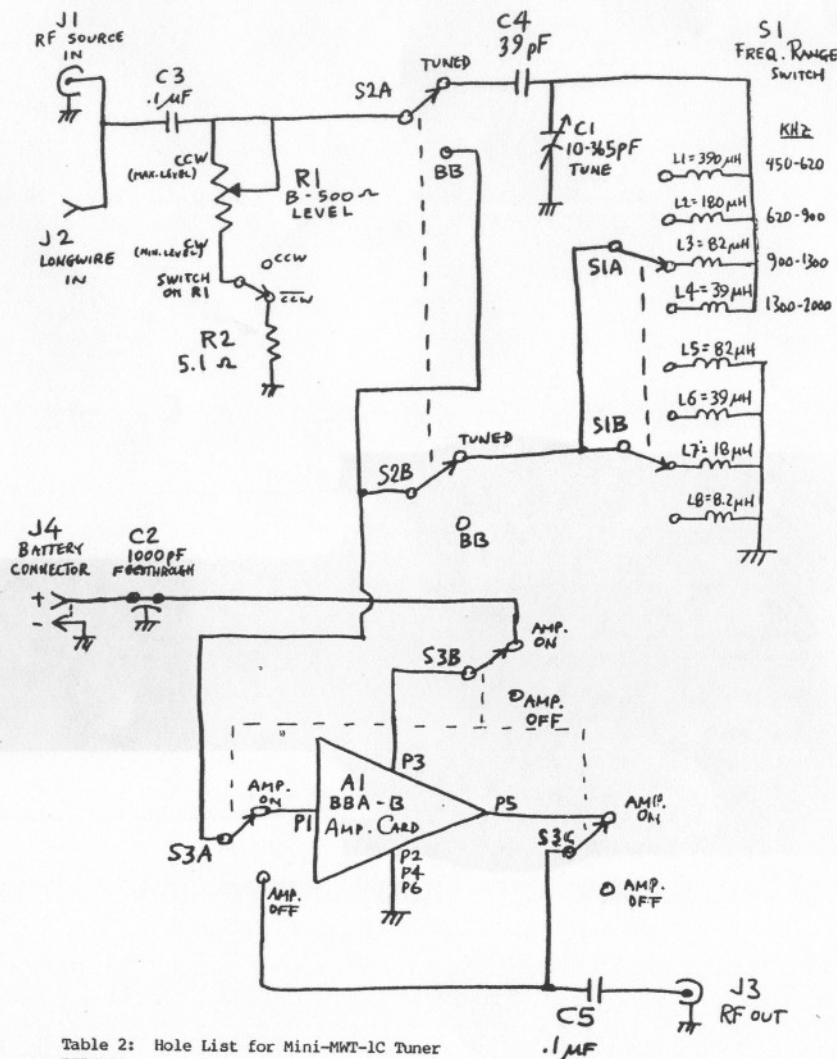 J1
RF SOURCE
IN
C3
.1µF
S2A
TUNED
C4
39pF
S1
FREQ. RANGE
SWITCH
C1
10-365pF
TUNE
KHZ
L1=390µH
450-620
L2=180µH
620-900
L3=82µH
900-1300
L4=39µH
1300-2000
L5=82µH
L6=39µH
L7=18µH
L8=8.2µH
S1A
S1B
BB
CCW
(MAX. LEVEL)
R1
B-500Ω
LEVEL
CW
(MIN. LEVEL)
J2
LONGWIRE
IN
CCW
SWITCH
ON R1
CCW
R2
5.1 Ω
S2B
TUNED
BB
J4
BATTERY
CONNECTOR
+
-
C2
1000pF
FEEDTHROUGH
S3B
AMP.
ON
AMP.
OFF
P3
A1
BBA-B
AMP. CARD
P1
P5
P2
P4
P6
S3A
AMP.
ON
AMP.
OFF
S3C
AMP.
ON
AMP.
OFF
C5
.1µF
J3
RF OUT
Table 2: Hole List for Mini-MWT-1C Tuner